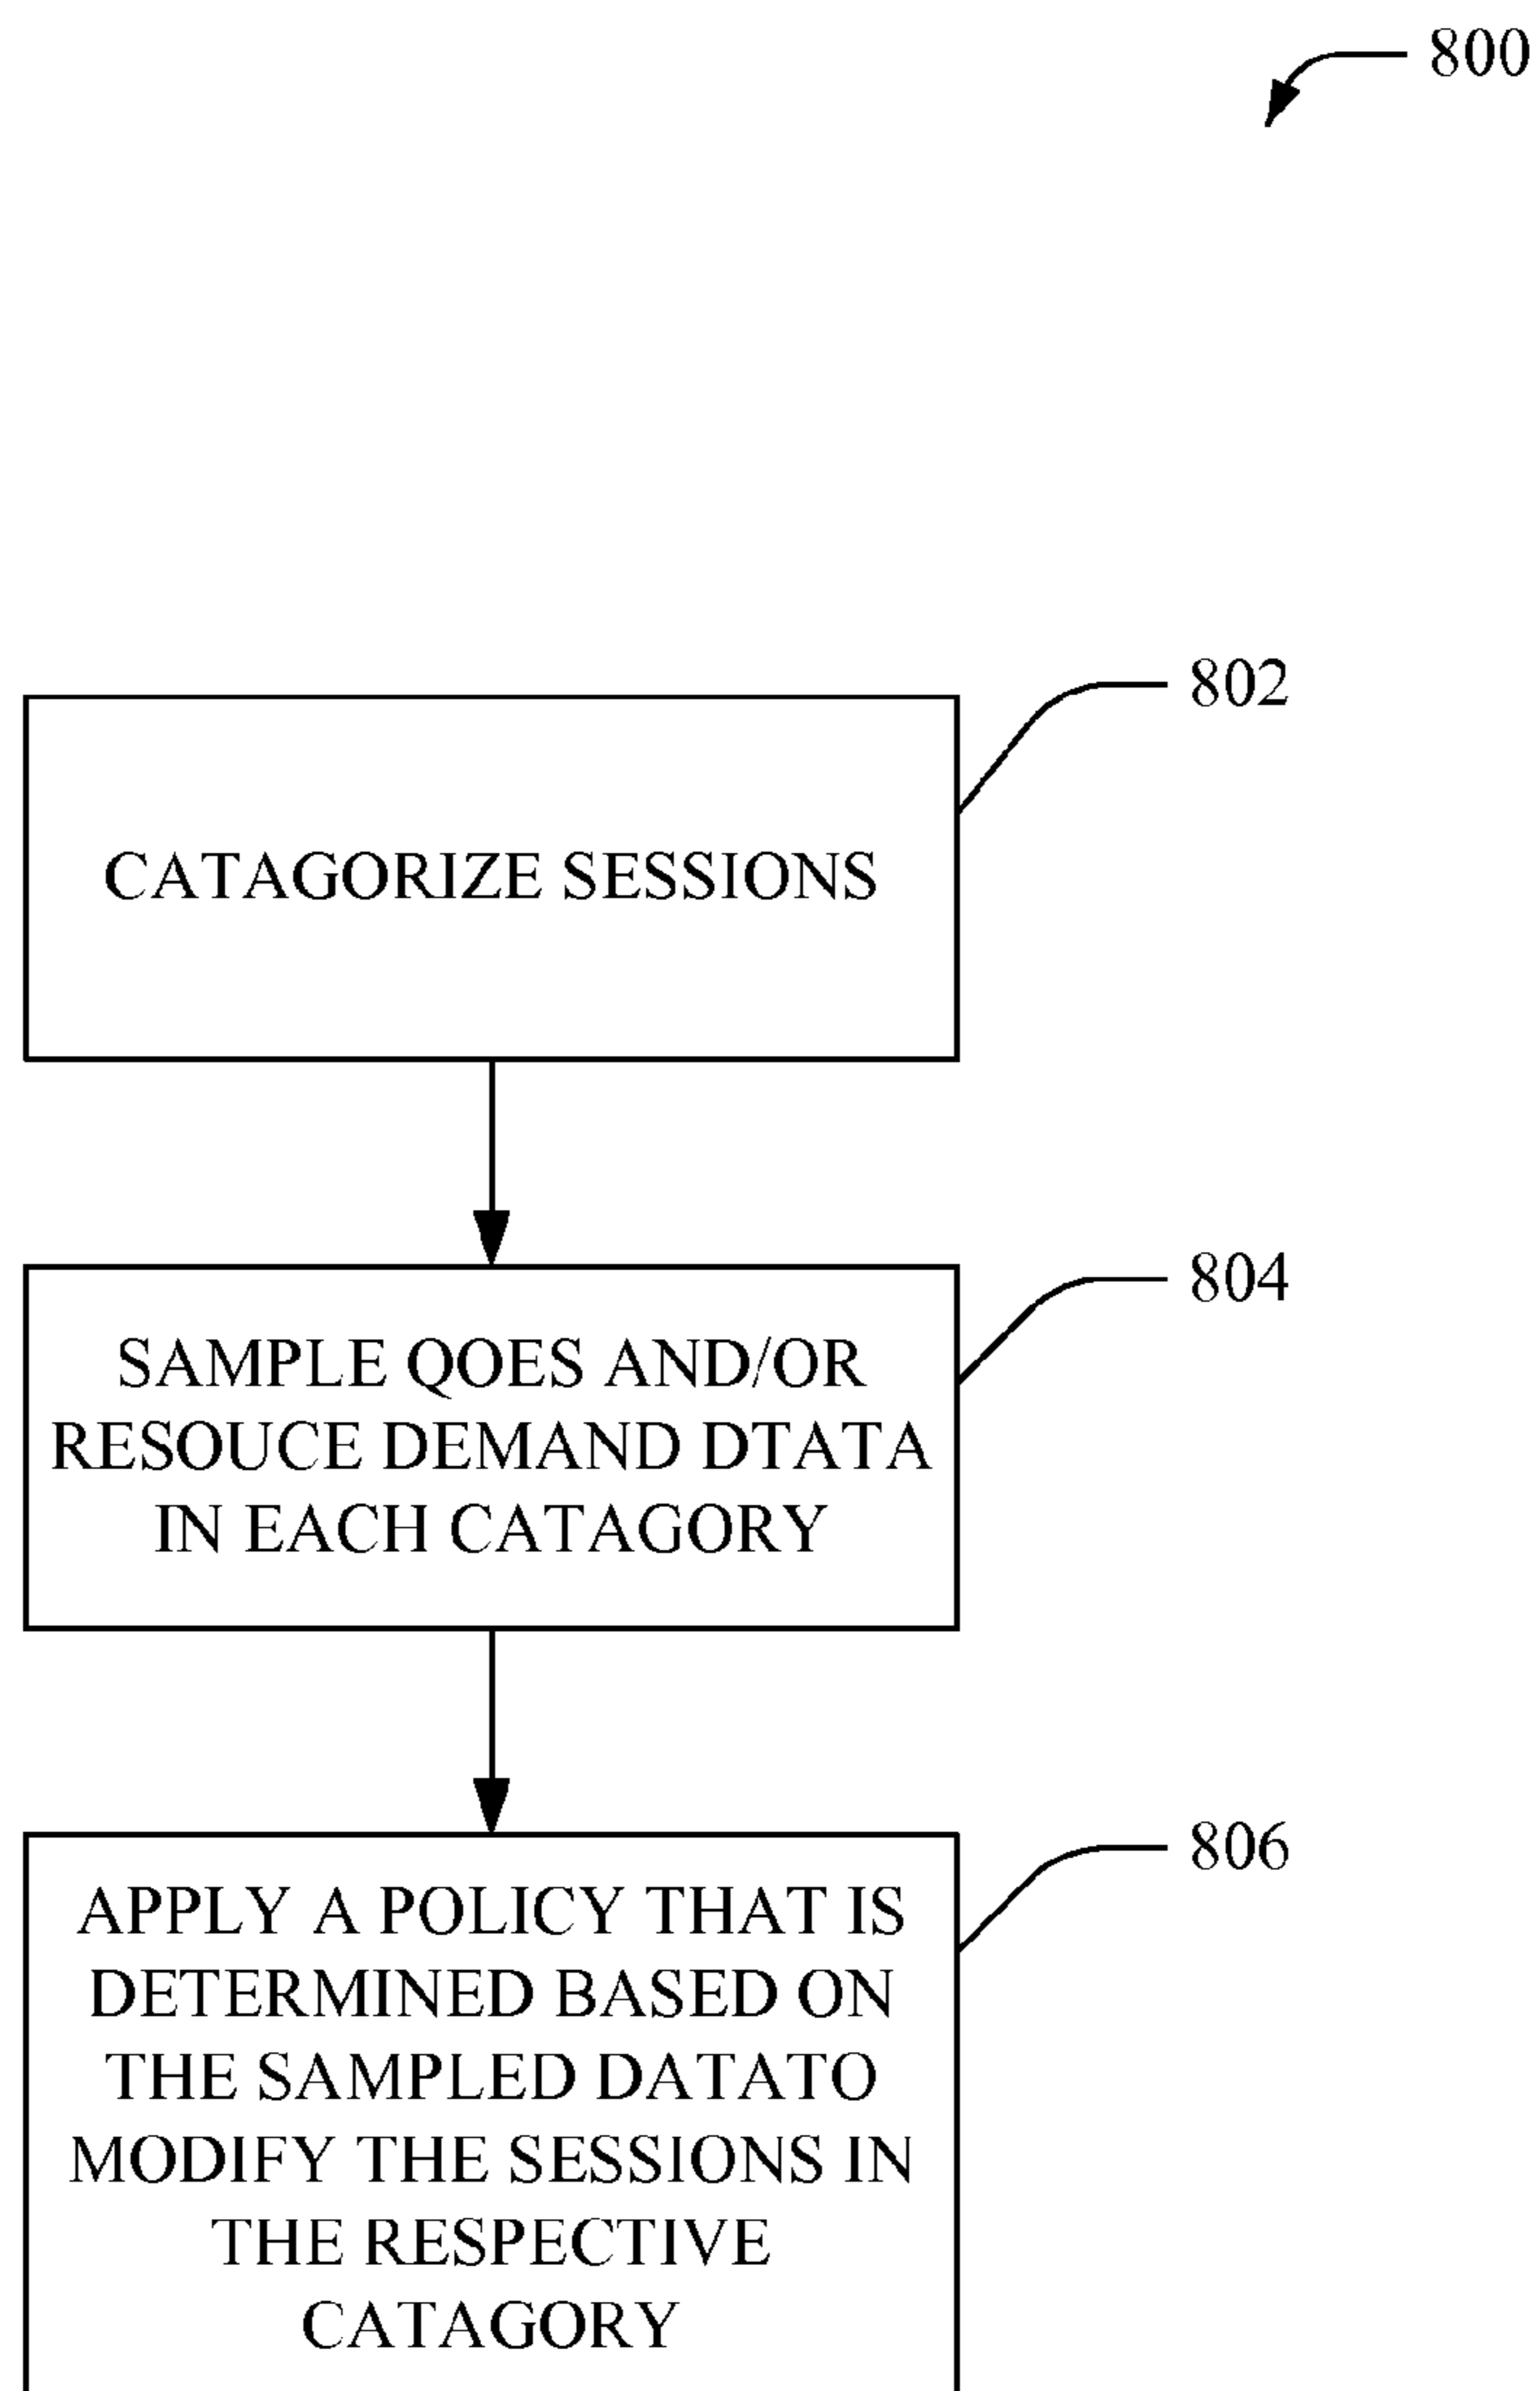 800
802
CATAGORIZE SESSIONS
804
SAMPLE QOES AND/OR
RESOUCE DEMAND DTATA
IN EACH CATAGORY
806
APPLY A POLICY THAT IS
DETERMINED BASED ON
THE SAMPLED DATATO
MODIFY THE SESSIONS IN
THE RESPECTIVE
CATAGORY